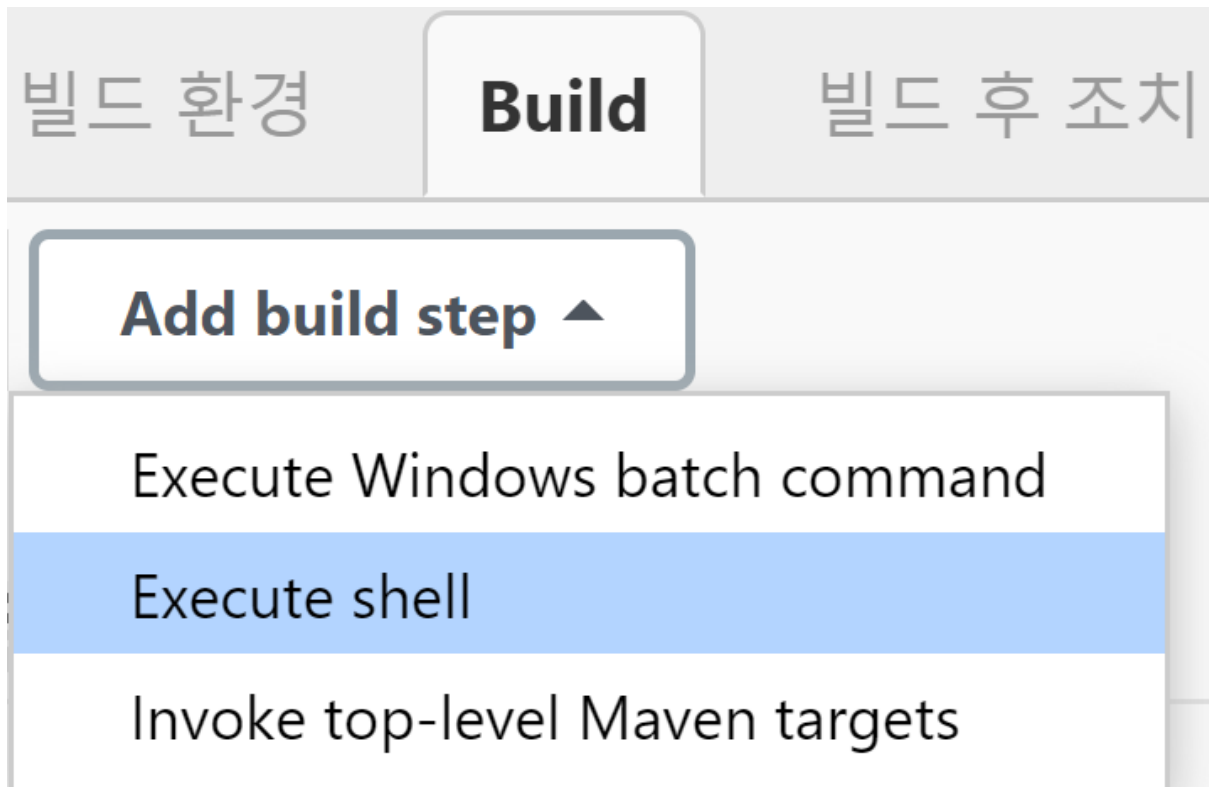 빌드 환경 Build 빌드 후 조치
Add build step
Execute Windows batch command
Execute shell
Invoke top-level Maven targets